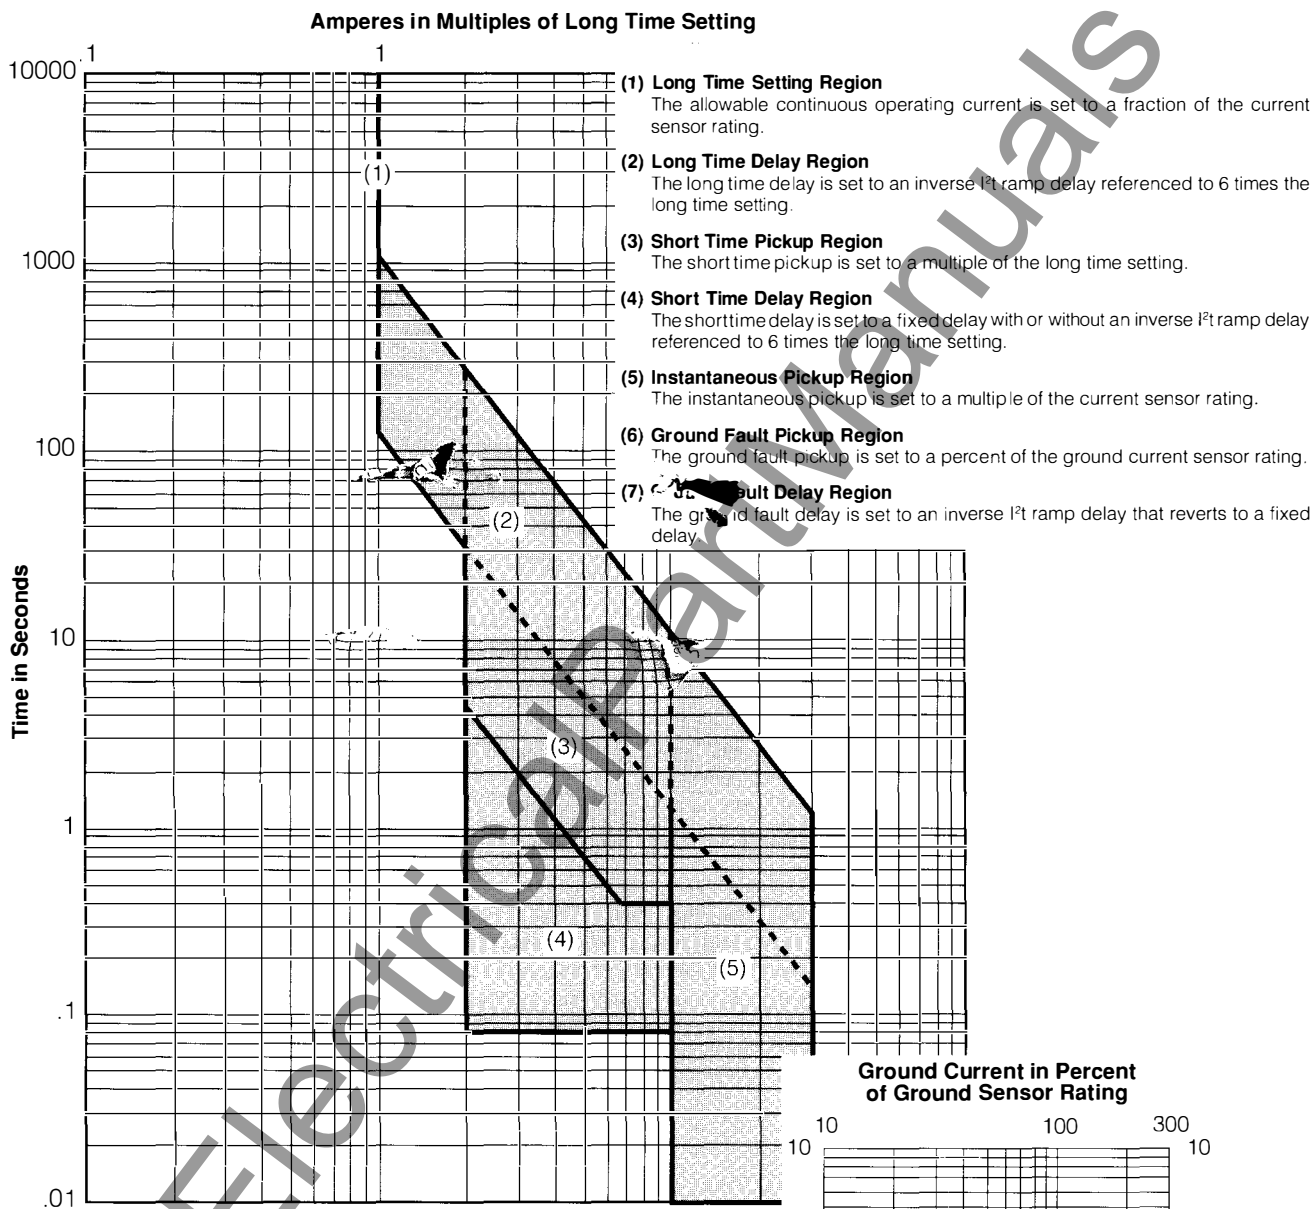 Amperes in Multiples of Long Time Setting
.1
1
10000
1000
100
10
1
.1
.01
Time in Seconds
(1)
(2)
(3)
(4)
(5)
(1) Long Time Setting Region
The allowable continuous operating current is set to a fraction of the current
sensor rating.
(2) Long Time Delay Region
The long time delay is set to an inverse I²t ramp delay referenced to 6 times the
long time setting.
(3) Short Time Pickup Region
The short time pickup is set to a multiple of the long time setting.
(4) Short Time Delay Region
The short time delay is set to a fixed delay with or without an inverse I²t ramp delay
referenced to 6 times the long time setting.
(5) Instantaneous Pickup Region
The instantaneous pickup is set to a multiple of the current sensor rating.
(6) Ground Fault Pickup Region
The ground fault pickup is set to a percent of the ground current sensor rating.
(7) Fault Delay Region
The ground fault delay is set to an inverse I²t ramp delay that reverts to a fixed
delay.
Ground Current in Percent
of Ground Sensor Rating
10
100
300
10
10
ElectricalPartManuals